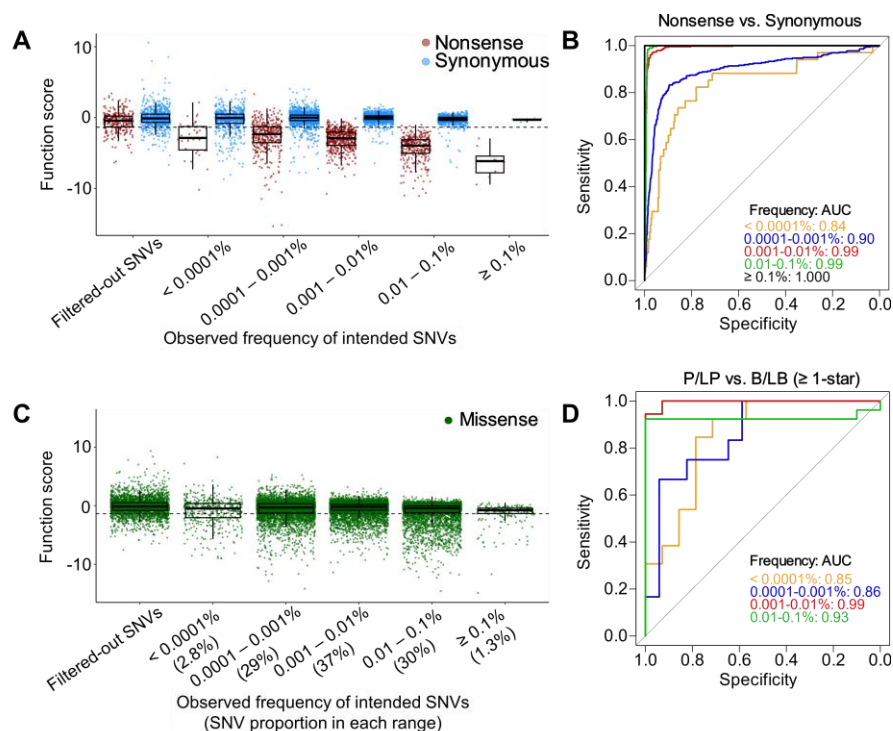 A
Nonsense
Synonymous
Function score
10
0
-10
Filtered-out SNVs
< 0.0001%
0.0001 – 0.001%
0.001 – 0.01%
0.01 – 0.1%
≥ 0.1%
Observed frequency of intended SNVs
B
Nonsense vs. Synonymous
Sensitivity
1.0
0.8
0.6
0.4
0.2
0.0
Frequency: AUC
< 0.0001%: 0.84
0.0001-0.001%: 0.90
0.001-0.01%: 0.99
0.01-0.1%: 0.99
≥ 0.1%: 1.000
1.0 0.8 0.6 0.4 0.2 0.0
Specificity
C
Missense
Function score
10
0
-10
Filtered-out SNVs
< 0.0001%
(2.8%)
0.0001 – 0.001%
(29%)
0.001 – 0.01%
(37%)
0.01 – 0.1%
(30%)
≥ 0.1%
(1.3%)
Observed frequency of intended SNVs
(SNV proportion in each range)
D
P/LP vs. B/LB (≥ 1-star)
Sensitivity
1.0
0.8
0.6
0.4
0.2
0.0
Frequency: AUC
< 0.0001%: 0.85
0.0001-0.001%: 0.86
0.001-0.01%: 0.99
0.01-0.1%: 0.93
1.0 0.8 0.6 0.4 0.2 0.0
Specificity